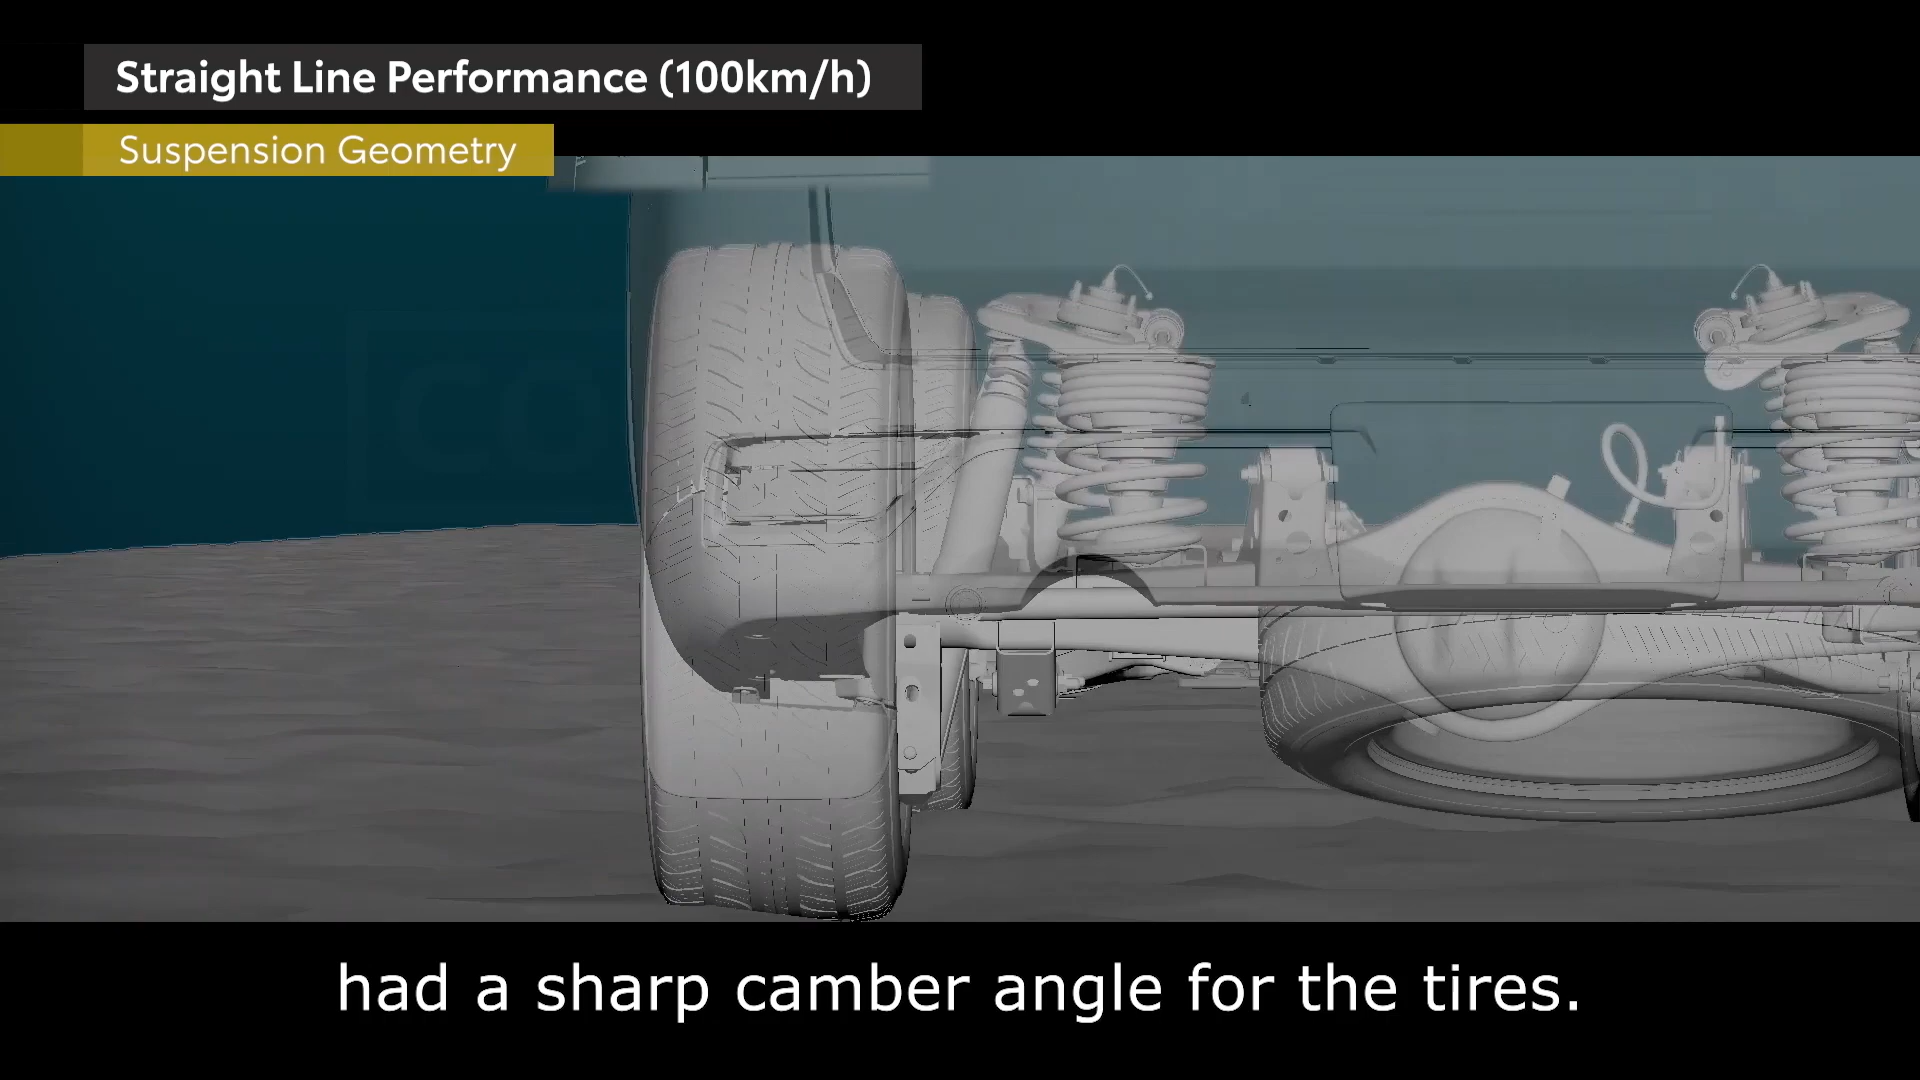 Straight Line Performance (100km/h)
Suspension Geometry
had a sharp camber angle for the tires.